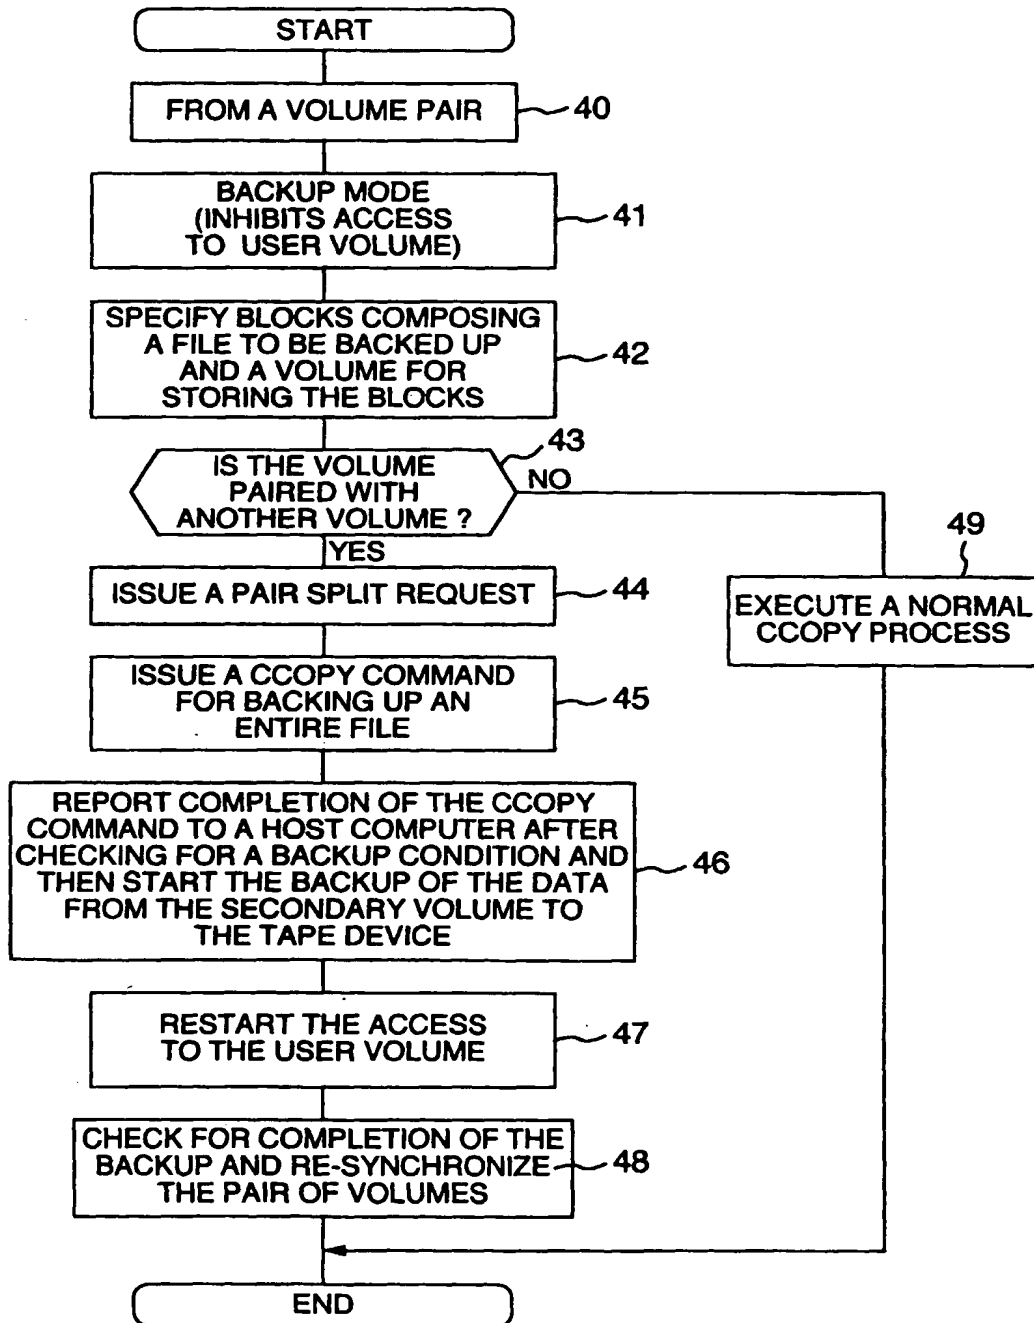 START
FROM A VOLUME PAIR
40
BACKUP MODE
(INHIBITS ACCESS
TO USER VOLUME)
41
SPECIFY BLOCKS COMPOSING
A FILE TO BE BACKED UP
AND A VOLUME FOR
STORING THE BLOCKS
42
43
IS THE VOLUME
PAIRED WITH
ANOTHER VOLUME ?
NO
YES
49
ISSUE A PAIR SPLIT REQUEST
44
EXECUTE A NORMAL
CCOPY PROCESS
ISSUE A CCOPY COMMAND
FOR BACKING UP AN
ENTIRE FILE
45
REPORT COMPLETION OF THE CCOPY
COMMAND TO A HOST COMPUTER AFTER
CHECKING FOR A BACKUP CONDITION AND
THEN START THE BACKUP OF THE DATA
FROM THE SECONDARY VOLUME TO
THE TAPE DEVICE
46
RESTART THE ACCESS
TO THE USER VOLUME
47
CHECK FOR COMPLETION OF THE
BACKUP AND RE-SYNCHRONIZE
THE PAIR OF VOLUMES
48
END